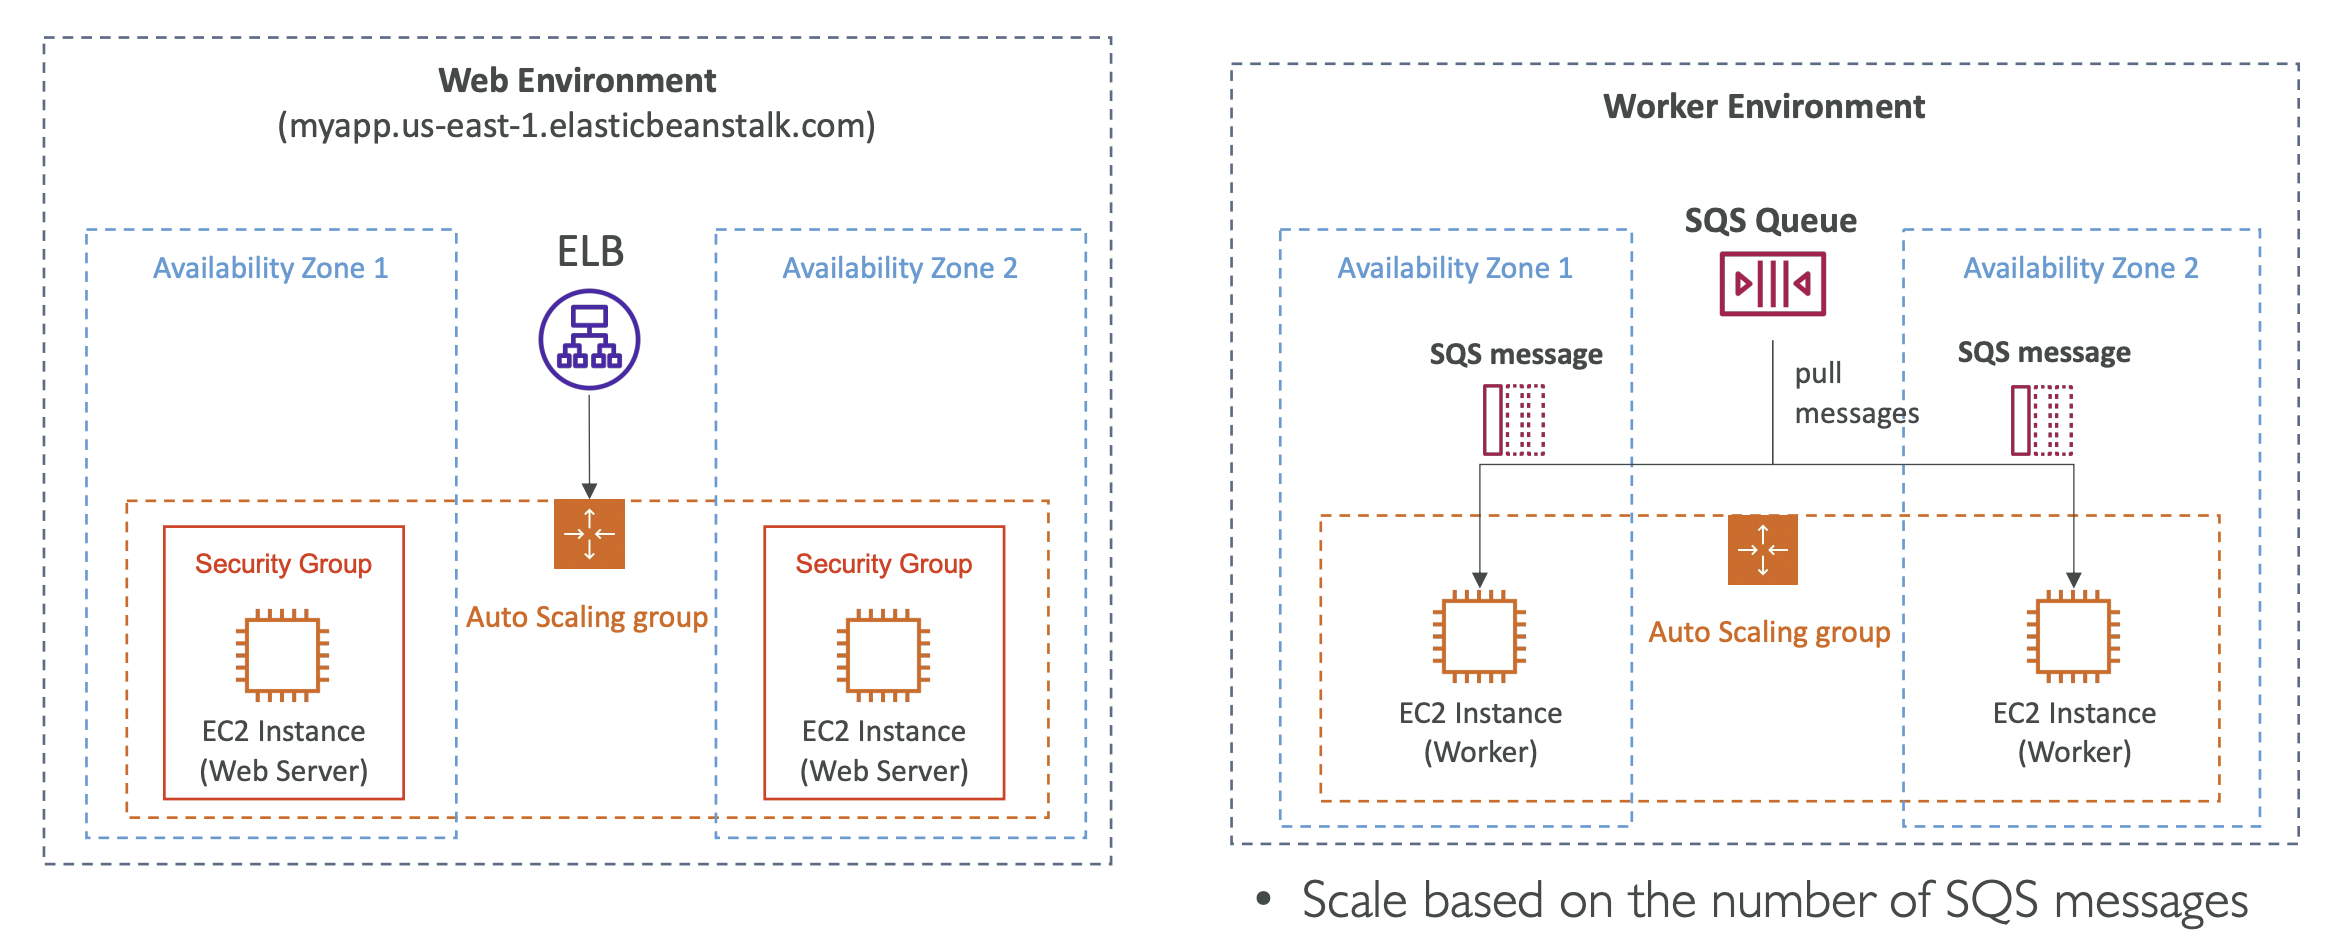 Web Environment
(myapp.us-east-1.elasticbeanstalk.com)
Availability Zone 1
ELB
Availability Zone 2
Security Group
Auto Scaling group
Security Group
EC2 Instance
(Web Server)
EC2 Instance
(Web Server)
Worker Environment
SQS Queue
Availability Zone 1
Availability Zone 2
SQS message
SQS message
pull
messages
Auto Scaling group
EC2 Instance
(Worker)
EC2 Instance
(Worker)
• Scale based on the number of SQS messages